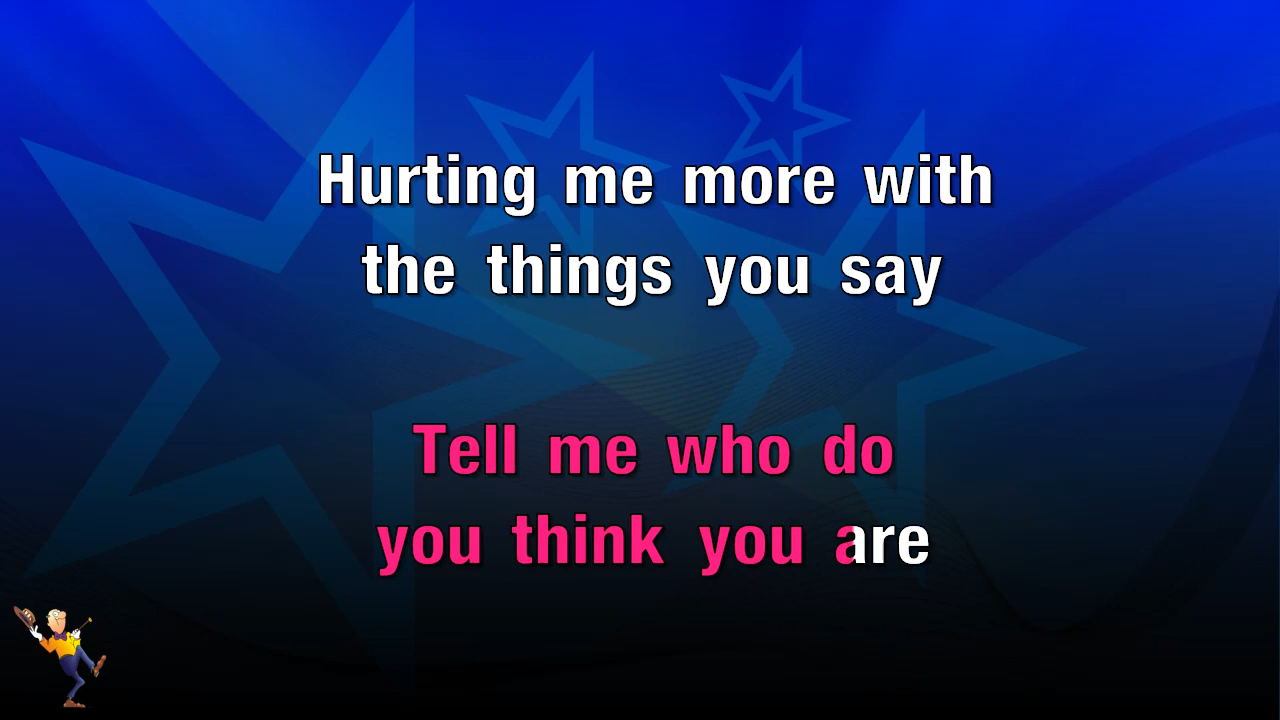 Hurting me more with
the things you say
Tell me who do
you think you are